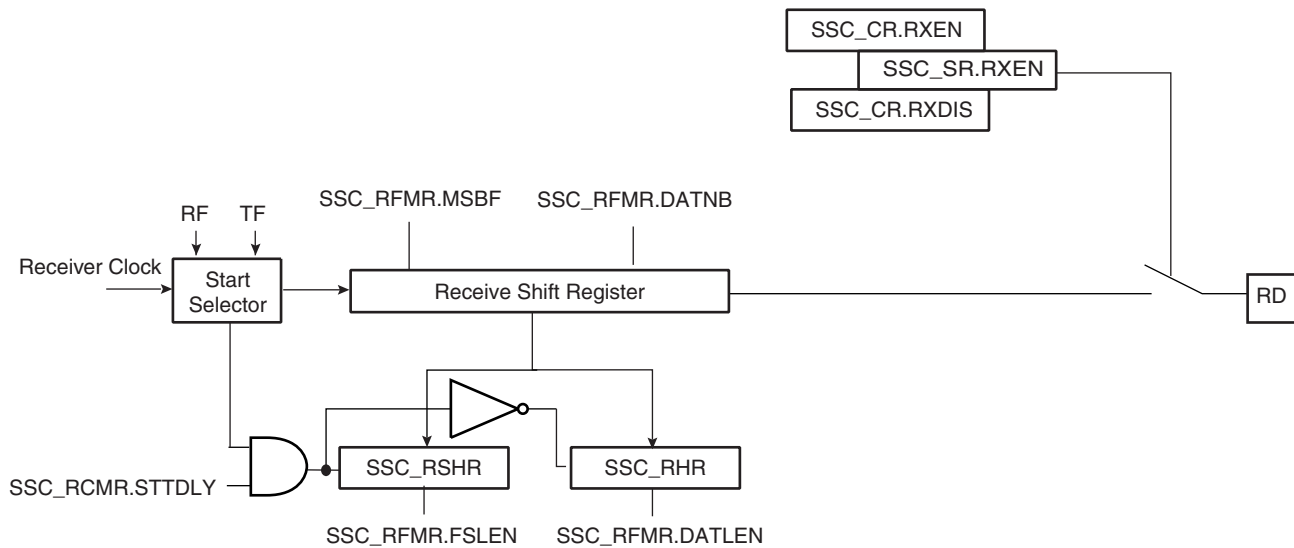 SSC_CR.RXEN
SSC_SR.RXEN
SSC_CR.RXDIS
SSC_RFMR.MSBF
SSC_RFMR.DATNB
RF
TF
Receiver Clock
Start
Selector
Receive Shift Register
RD
SSC_RSHR
SSC_RHR
SSC_RCMR.STTDLY
SSC_RFMR.FSLEN
SSC_RFMR.DATLEN